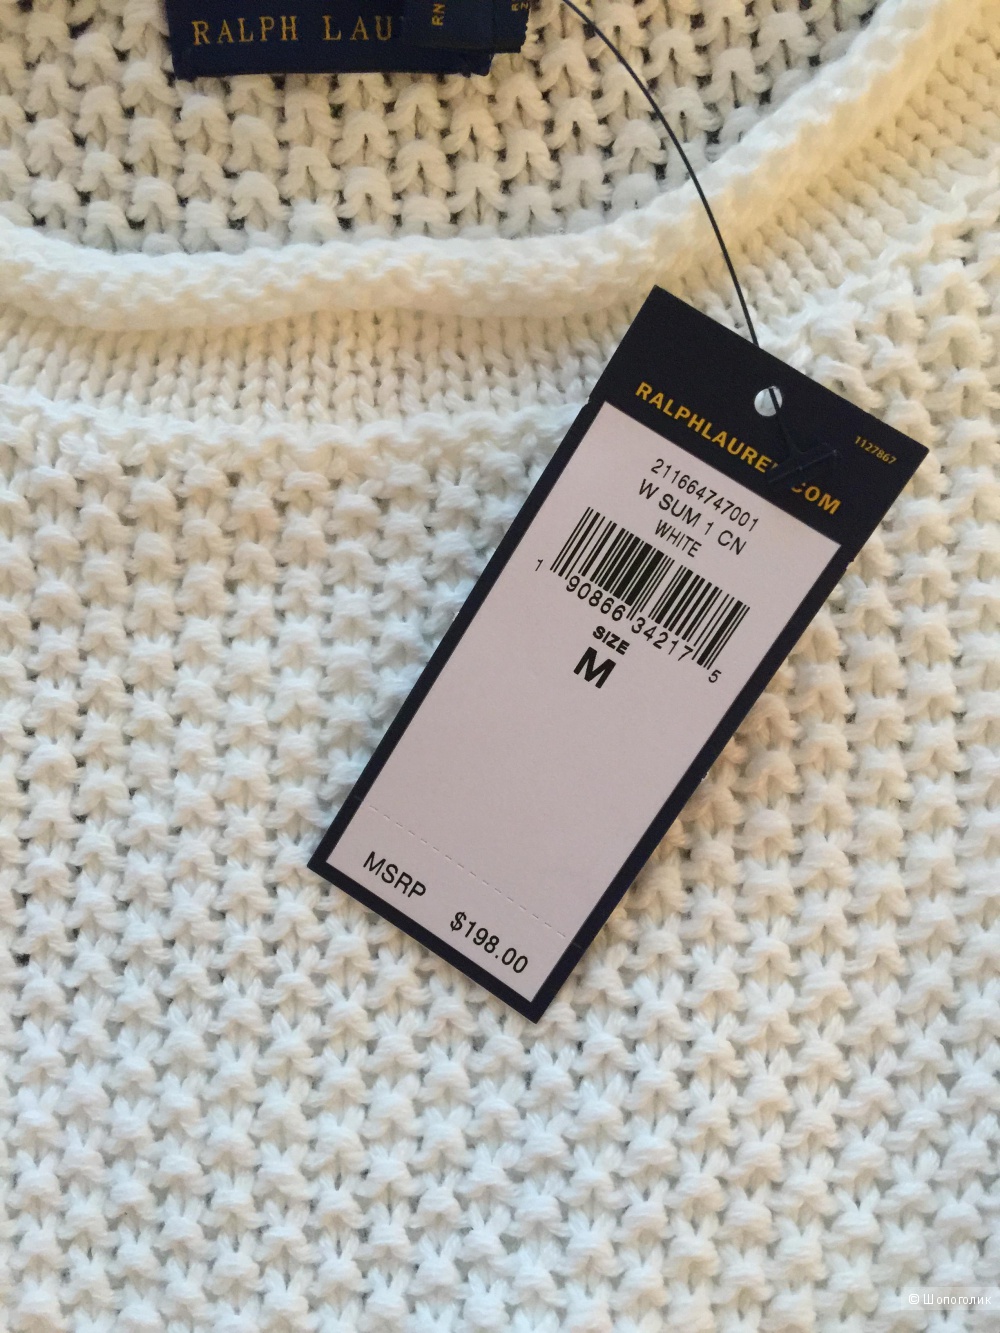 RALPH LAU
RN
RALPHLAUREN.COM
1127867
211664747001
W SUM 1 CN
WHITE
1 90866 34217 5
SIZE
M
MSRP $198.00
© Шопоголик